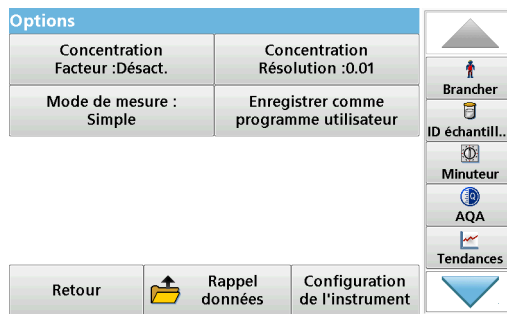 Options
Concentration
Facteur :Désact.
Concentration
Résolution :0.01
Mode de mesure :
Simple
Enregistrer comme
programme utilisateur
Brancher
ID échantill..
Minuteur
AQA
Tendances
Retour
Rappel
données
Configuration
de l'instrument